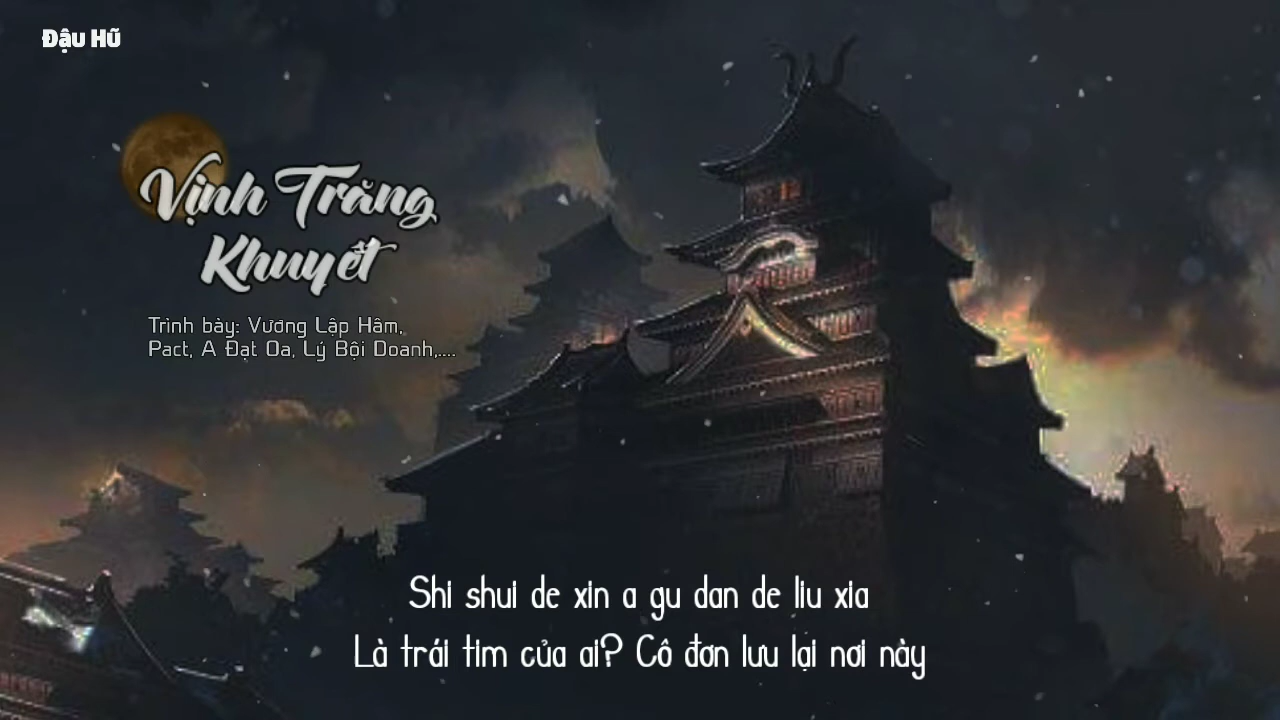 Đậu Hũ
Vịnh Trăng
Khuyết
Trình bày: Vương Lập Hâm,
Pact, A Đạt Oa, Lý Bội Doanh,....
Shi shui de xin a gu dan de liu xia
Là trái tim của ai? Cô đơn lưu lại nơi này